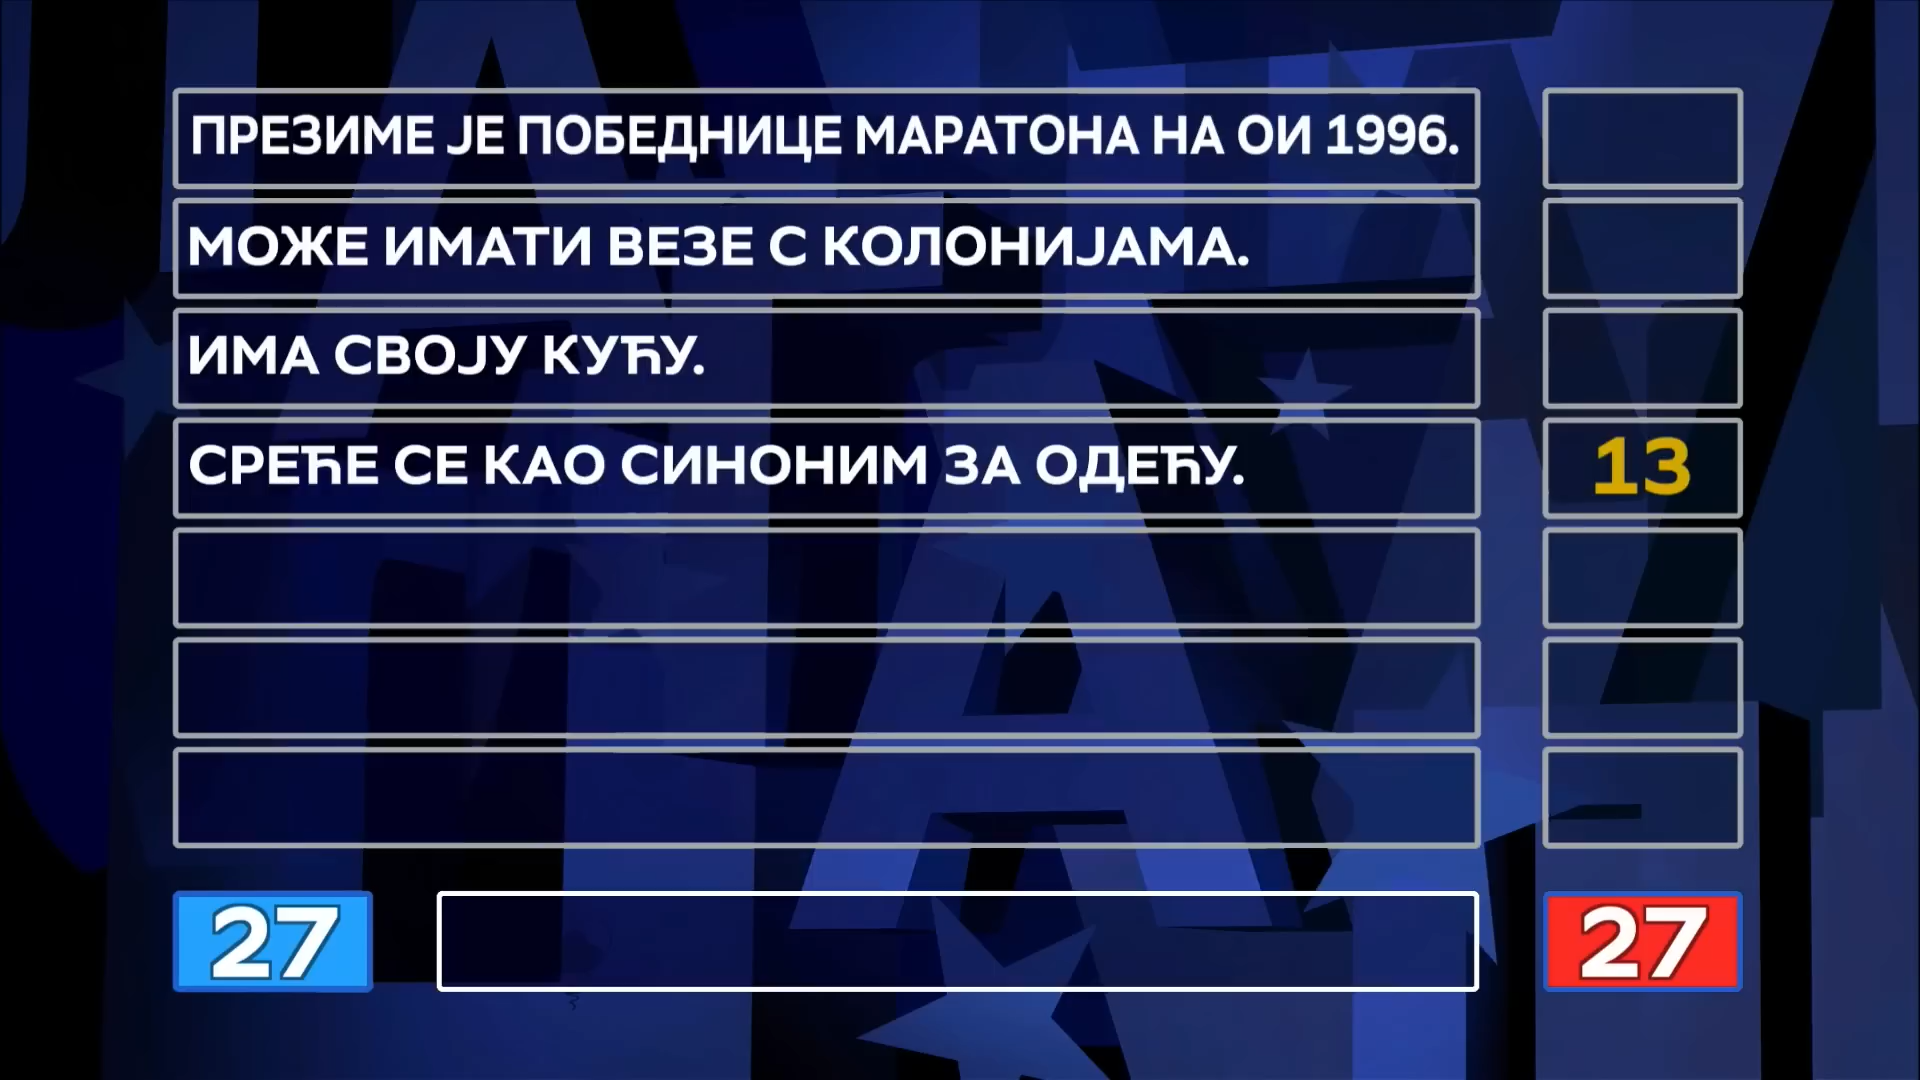 ПРЕЗИМЕ ЈЕ ПОБЕДНИЦЕ МАРАТОНА НА ОИ 1996.
МОЖЕ ИМАТИ ВЕЗЕ С КОЛОНИЈАМА.
ИМА СВОЈУ КУЋУ.
СРЕЋЕ СЕ КАО СИНОНИМ ЗА ОДЕЋУ. 13
27 27